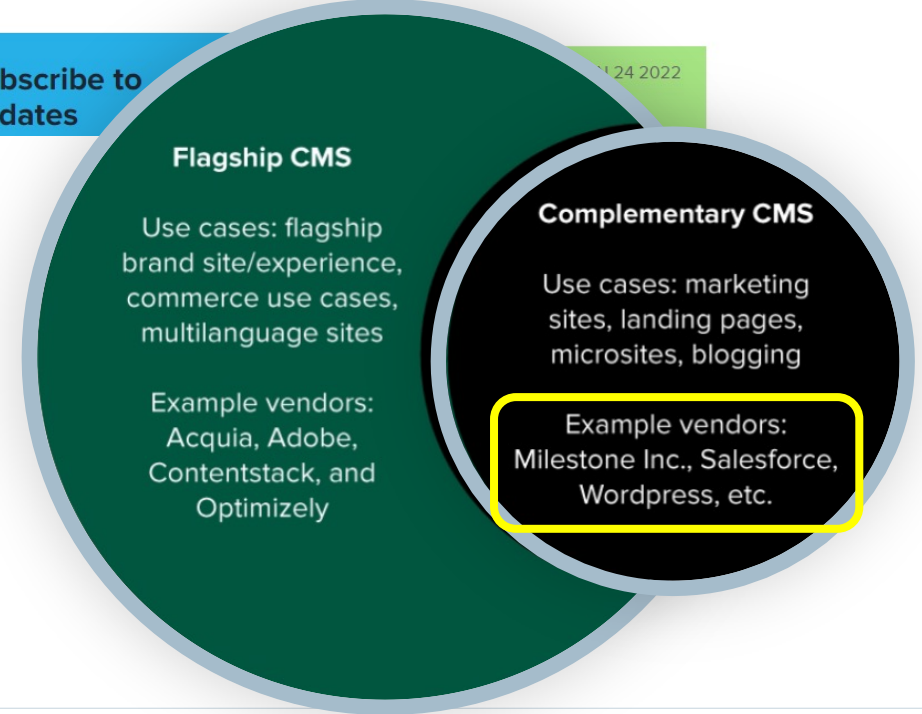 bscribe to
dates
24 2022
Flagship CMS
Use cases: flagship
brand site/experience,
commerce use cases,
multilanguage sites
Example vendors:
Acquia, Adobe,
Contentstack, and
Optimizely
Complementary CMS
Use cases: marketing
sites, landing pages,
microsites, blogging
Example vendors:
Milestone Inc., Salesforce,
Wordpress, etc.